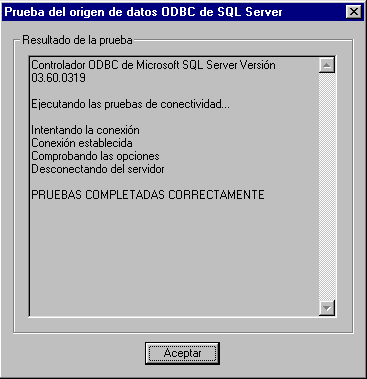 Prueba del origen de datos ODBC de SQL Server
Resultado de la prueba
Controlador ODBC de Microsoft SQL Server Versión
03.60.0319
Ejecutando las pruebas de conectividad...
Intentando la conexión
Conexión establecida
Comprobando las opciones
Desconectando del servidor
PRUEBAS COMPLETADAS CORRECTAMENTE
Aceptar